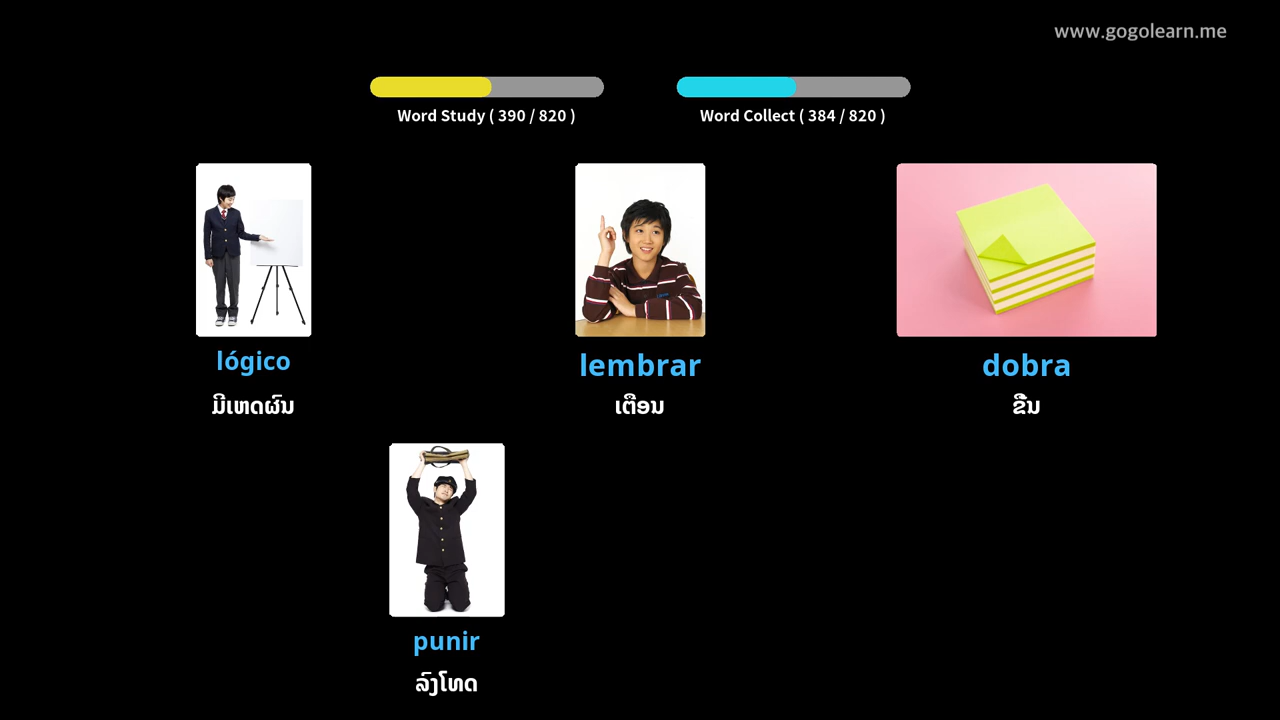 www.gogolearn.me
Word Study ( 390 / 820 )
Word Collect ( 384 / 820 )
lógico
ມີເຫດຜົນ
lembrar
ເຕືອນ
dobra
ຂຶ້ນ
punir
ລົງໂທດ